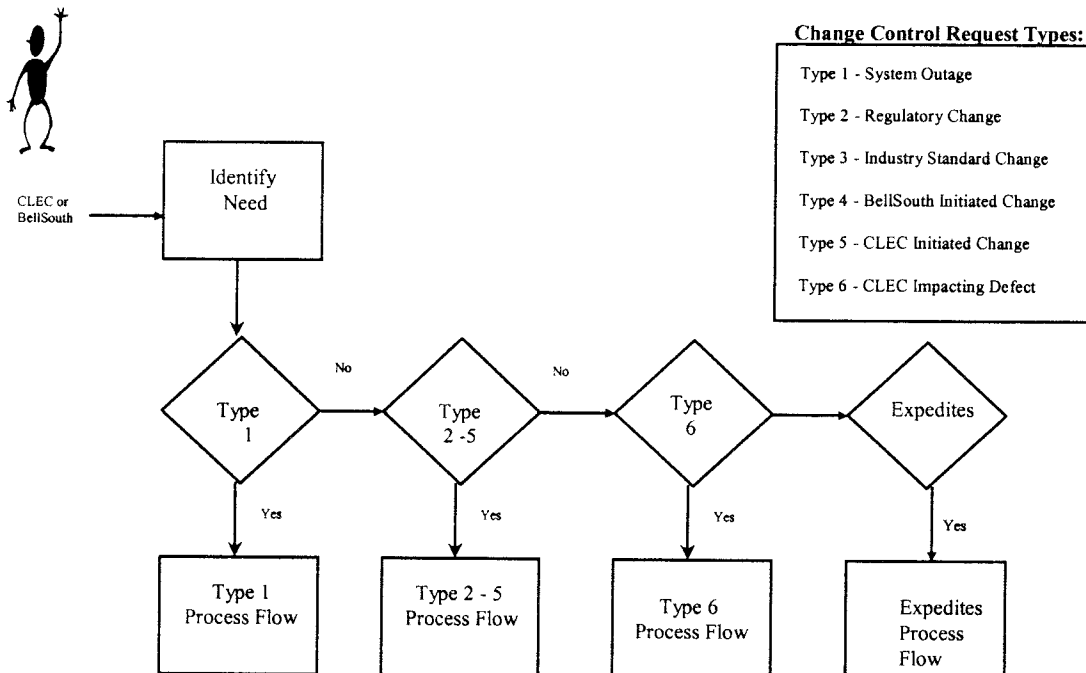 Change Control Request Types:
Type 1 - System Outage
Type 2 - Regulatory Change
Type 3 - Industry Standard Change
Type 4 - BellSouth Initiated Change
Type 5 - CLEC Initiated Change
Type 6 - CLEC Impacting Defect
CLEC or
BellSouth
Identify
Need
Type
1
No
Type
2 -5
No
Type
6
Expedites
Yes
Yes
Yes
Yes
Type 1
Process Flow
Type 2 - 5
Process Flow
Type 6
Process Flow
Expedites
Process
Flow